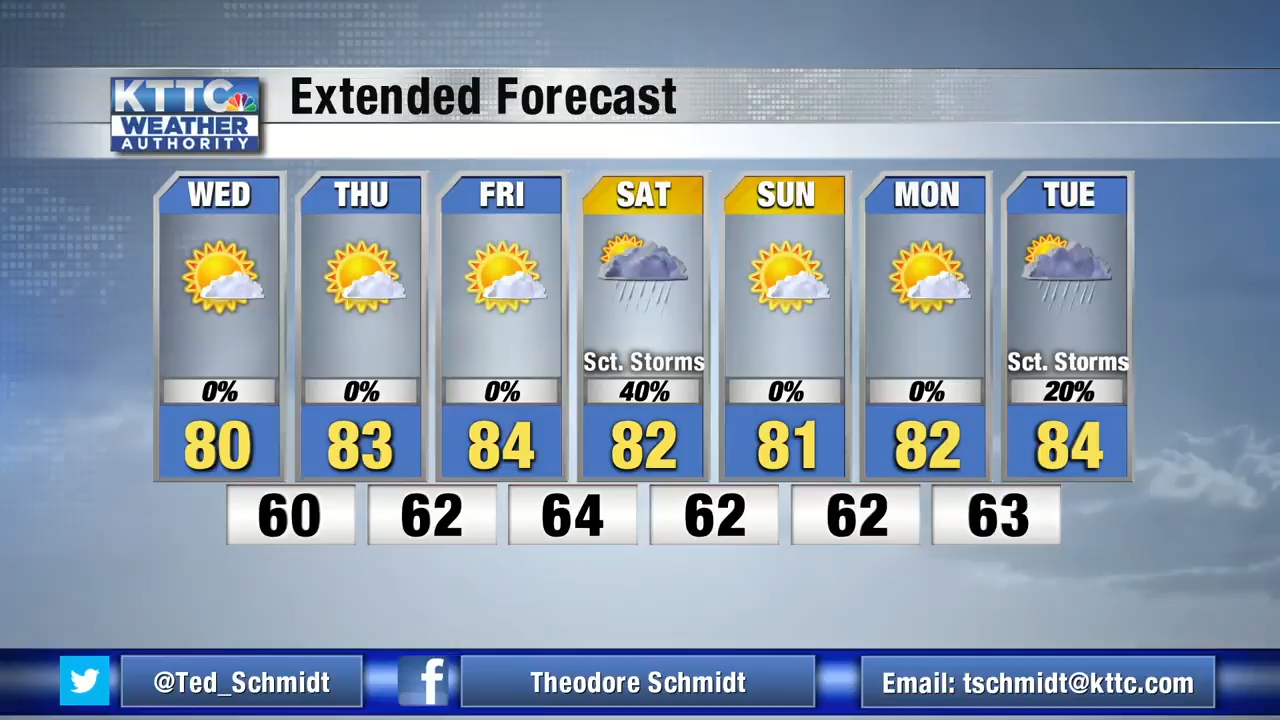 KTTC
WEATHER
AUTHORITY
Extended Forecast
WED THU FRI SAT SUN MON TUE
Sct. Storms Sct. Storms
0% 0% 0% 40% 0% 0% 20%
80 83 84 82 81 82 84
60 62 64 62 62 63
@Ted_Schmidt f Theodore Schmidt Email: tschmidt@kttc.com